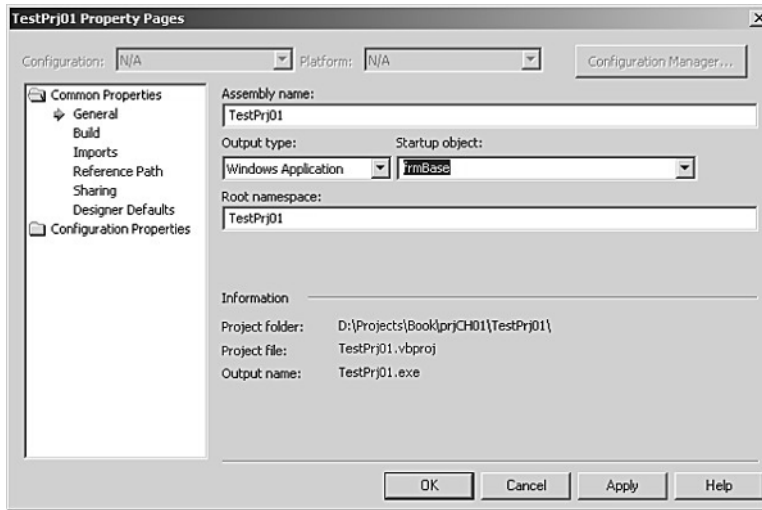 TestPrj01 Property Pages
Configuration: N/A Platform: N/A Configuration Manager...
Common Properties
General
Build
Imports
Reference Path
Sharing
Designer Defaults
Configuration Properties
Assembly name:
TestPrj01
Output type: Startup object:
Windows Application frmBase
Root namespace:
TestPrj01
Information
Project folder: D:\Projects\Book\prjCH01\TestPrj01\
Project file: TestPrj01.vbproj
Output name: TestPrj01.exe
OK Cancel Apply Help